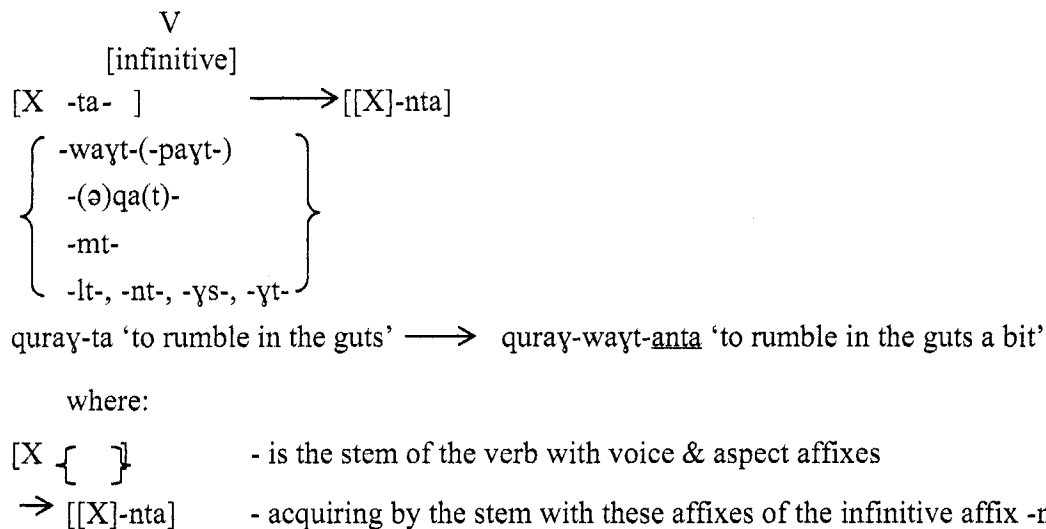 V
[infinitive]
[X -ta- ] ⟶ [[X]-nta]
-waɣt-(-paɣt-)
-(ə)qa(t)-
-mt-
-lt-, -nt-, -ɣs-, -ɣt-
quraɣ-ta ‘to rumble in the guts’ ⟶ quraɣ-waɣt-anta ‘to rumble in the guts a bit’
where:
[X { }] - is the stem of the verb with voice & aspect affixes
→ [[X]-nta] - acquiring by the stem with these affixes of the infinitive affix